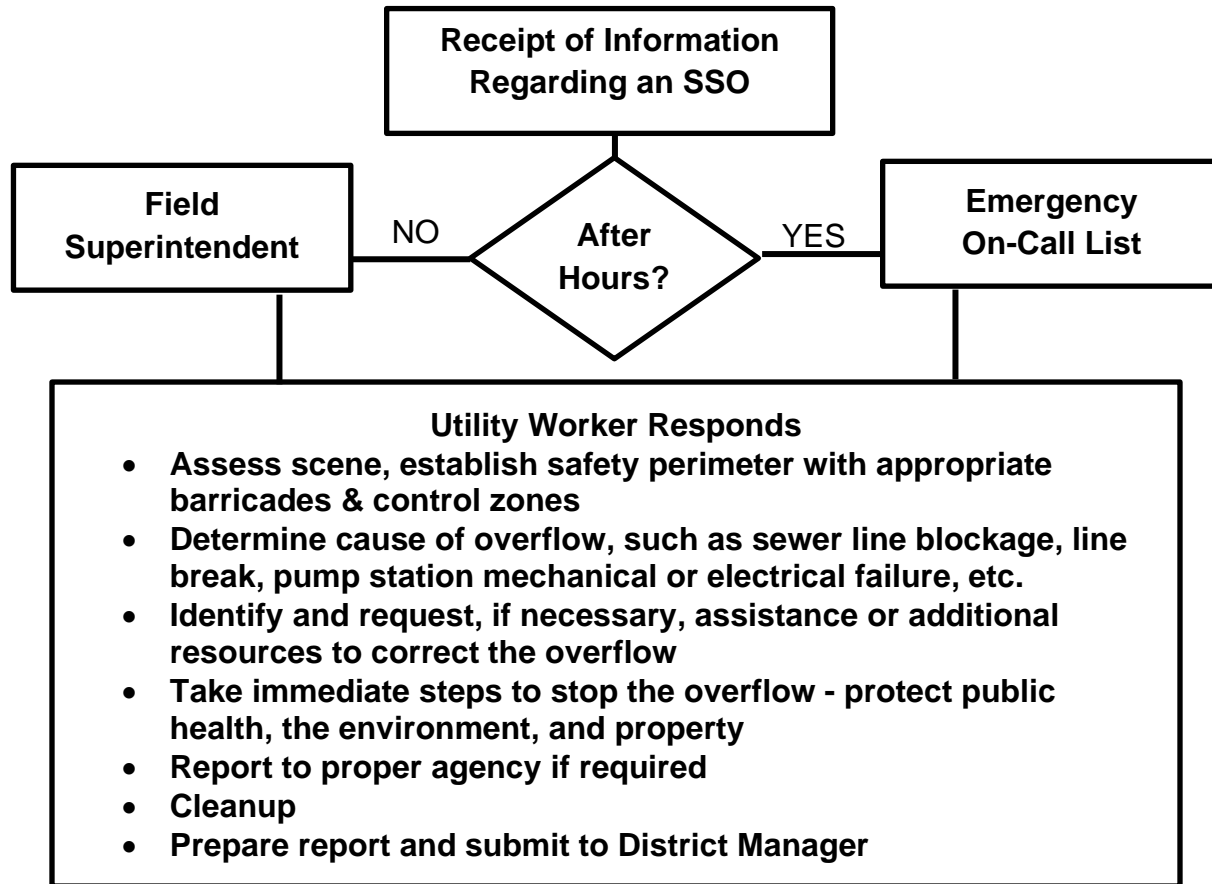 Receipt of Information
Regarding an SSO
Field
Superintendent
NO
After
Hours?
YES
Emergency
On-Call List
Utility Worker Responds
• Assess scene, establish safety perimeter with appropriate
barricades & control zones
• Determine cause of overflow, such as sewer line blockage, line
break, pump station mechanical or electrical failure, etc.
• Identify and request, if necessary, assistance or additional
resources to correct the overflow
• Take immediate steps to stop the overflow - protect public
health, the environment, and property
• Report to proper agency if required
• Cleanup
• Prepare report and submit to District Manager